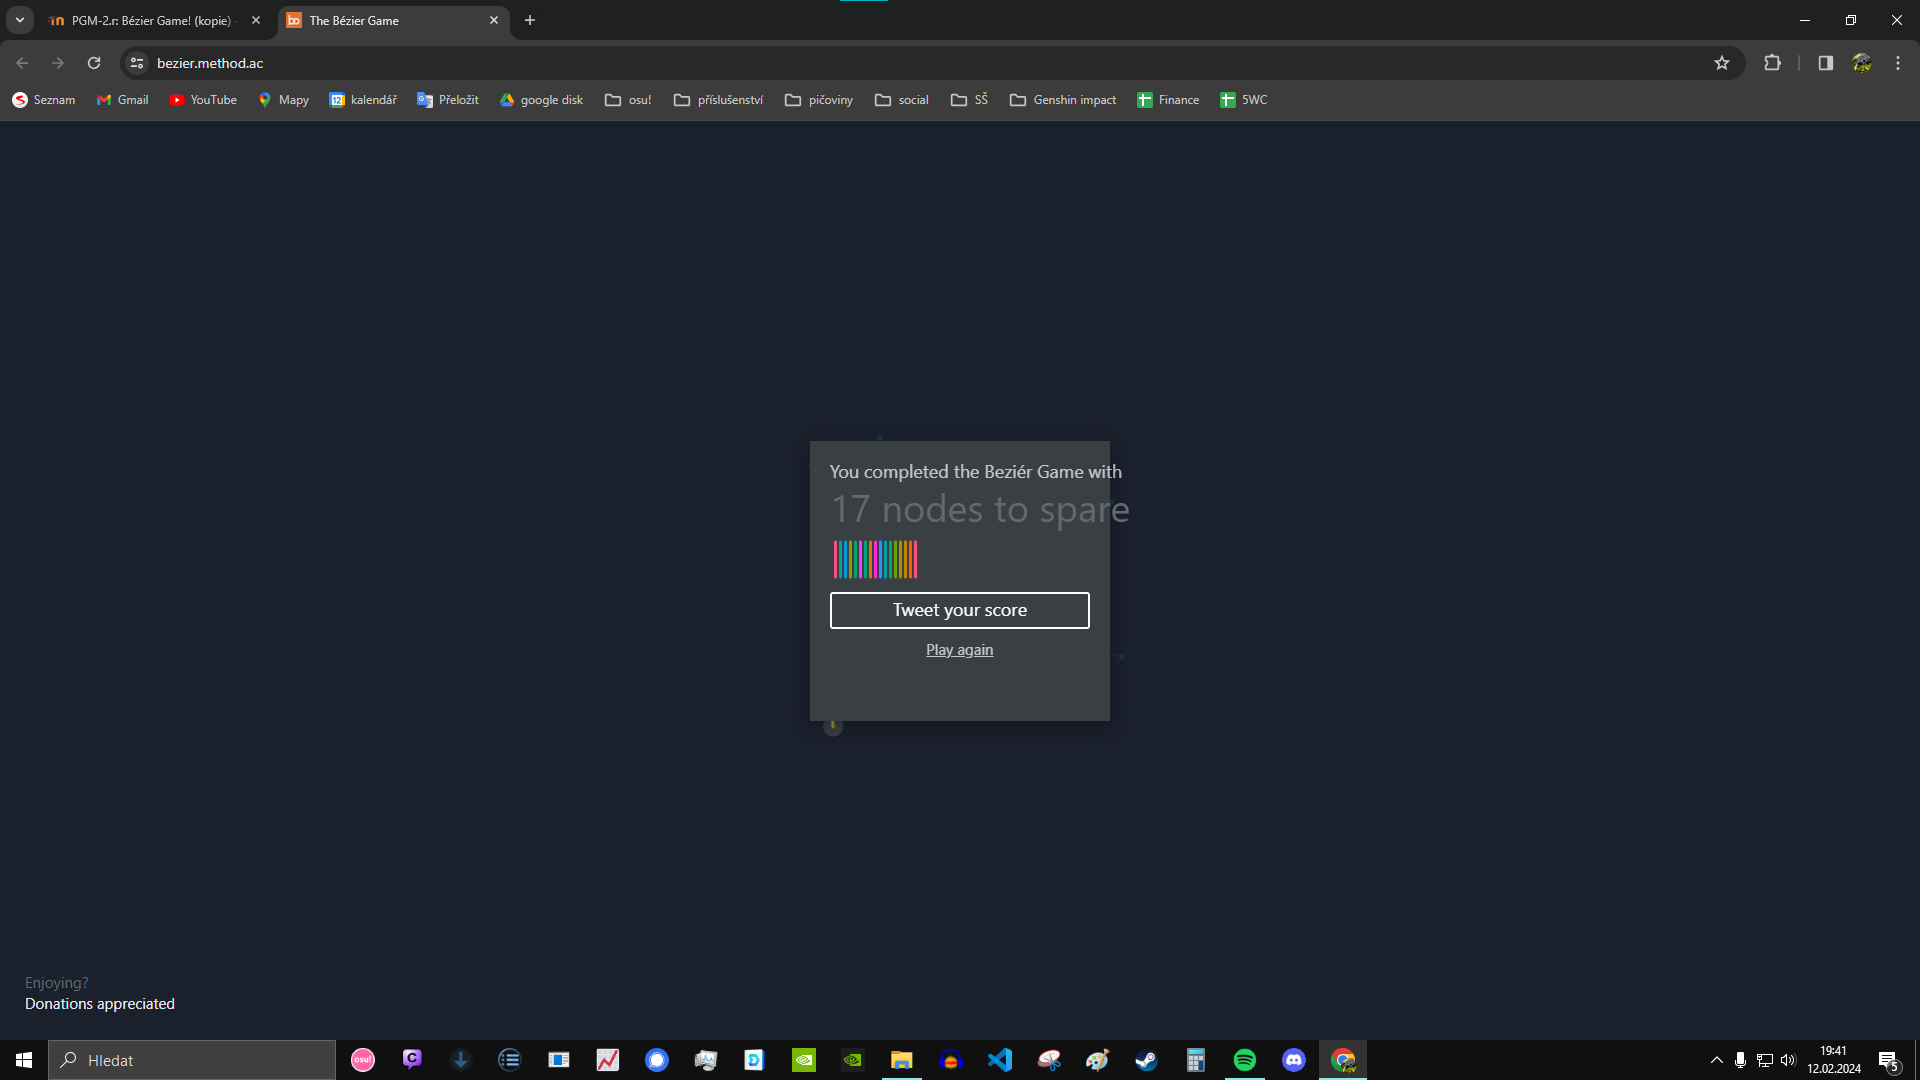 PGM-2.r: Bézier Game! (kopie)
The Bézier Game
bezier.method.ac
Seznam
Gmail
YouTube
Mapy
12
kalendář
Přeložit
google disk
osu!
příslušenství
pičoviny
social
SŠ
Genshin impact
Finance
5WC
You completed the Beziér Game with
17 nodes to spare
Tweet your score
Play again
Enjoying?
Donations appreciated
Hledat
osu!
19:41
12.02.2024
5